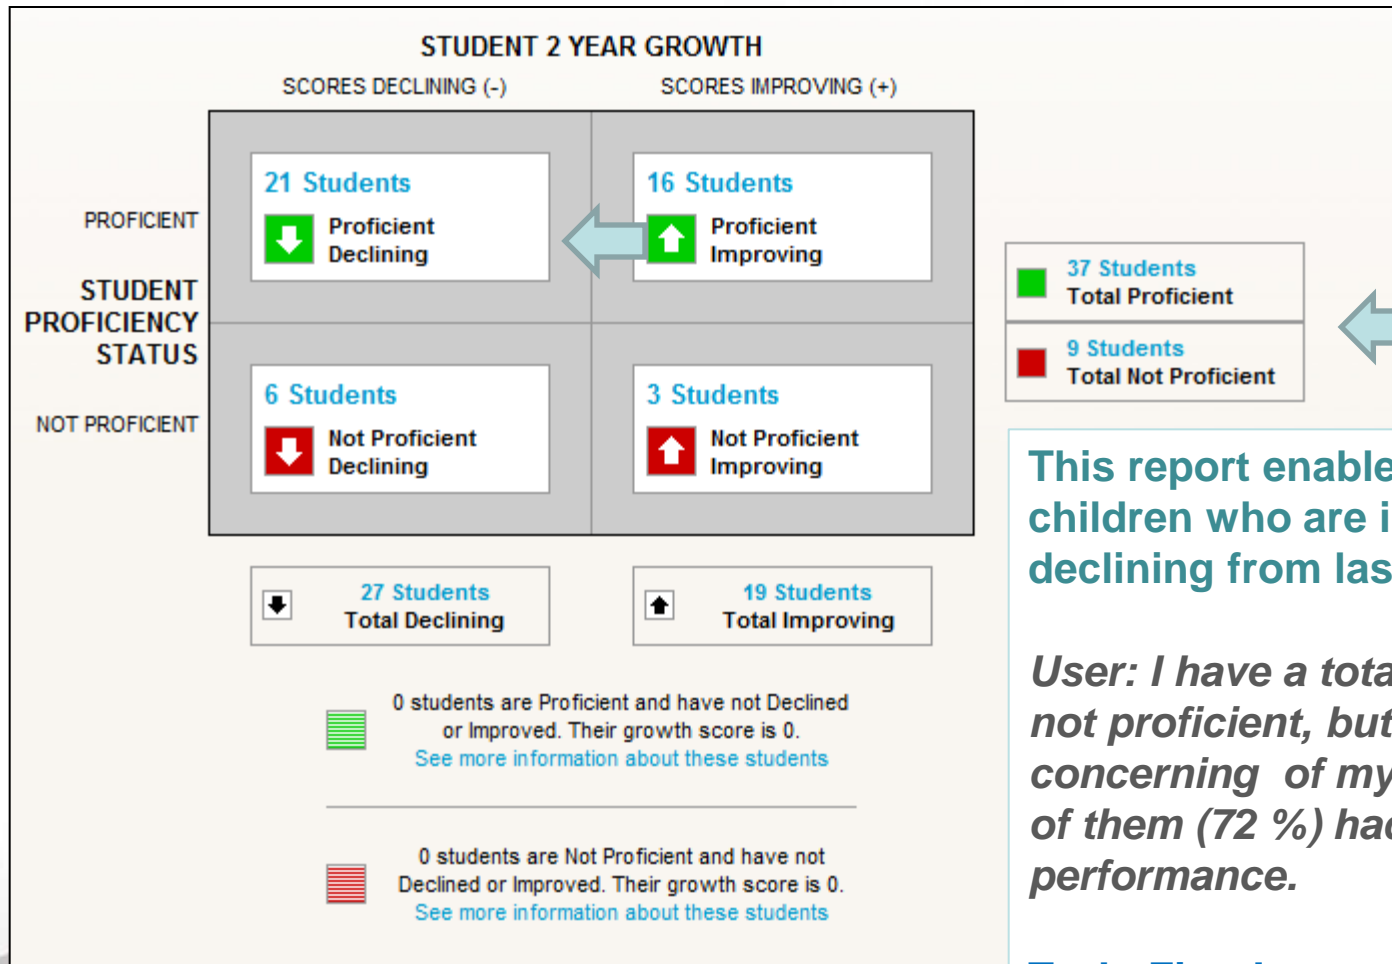 STUDENT 2 YEAR GROWTH
SCORES DECLINING (-)
SCORES IMPROVING (+)
PROFICIENT
STUDENT
PROFICIENCY
STATUS
NOT PROFICIENT
21 Students
Proficient
Declining
16 Students
Proficient
Improving
6 Students
Not Proficient
Declining
3 Students
Not Proficient
Improving
37 Students
Total Proficient
9 Students
Total Not Proficient
27 Students
Total Declining
19 Students
Total Improving
0 students are Proficient and have not Declined
or Improved. Their growth score is 0.
See more information about these students
0 students are Not Proficient and have not
Declined or Improved. Their growth score is 0.
See more information about these students
This report enable
children who are i
declining from las
User: I have a tota
not proficient, but
concerning of my
of them (72 %) had
performance.